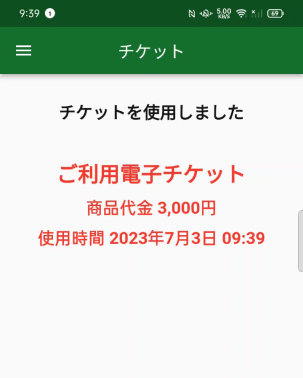 9:39 1 5.00 KB/S 69
チケット
チケットを使用しました
ご利用電子チケット
商品代金 3,000円
使用時間 2023年7月3日 09:39